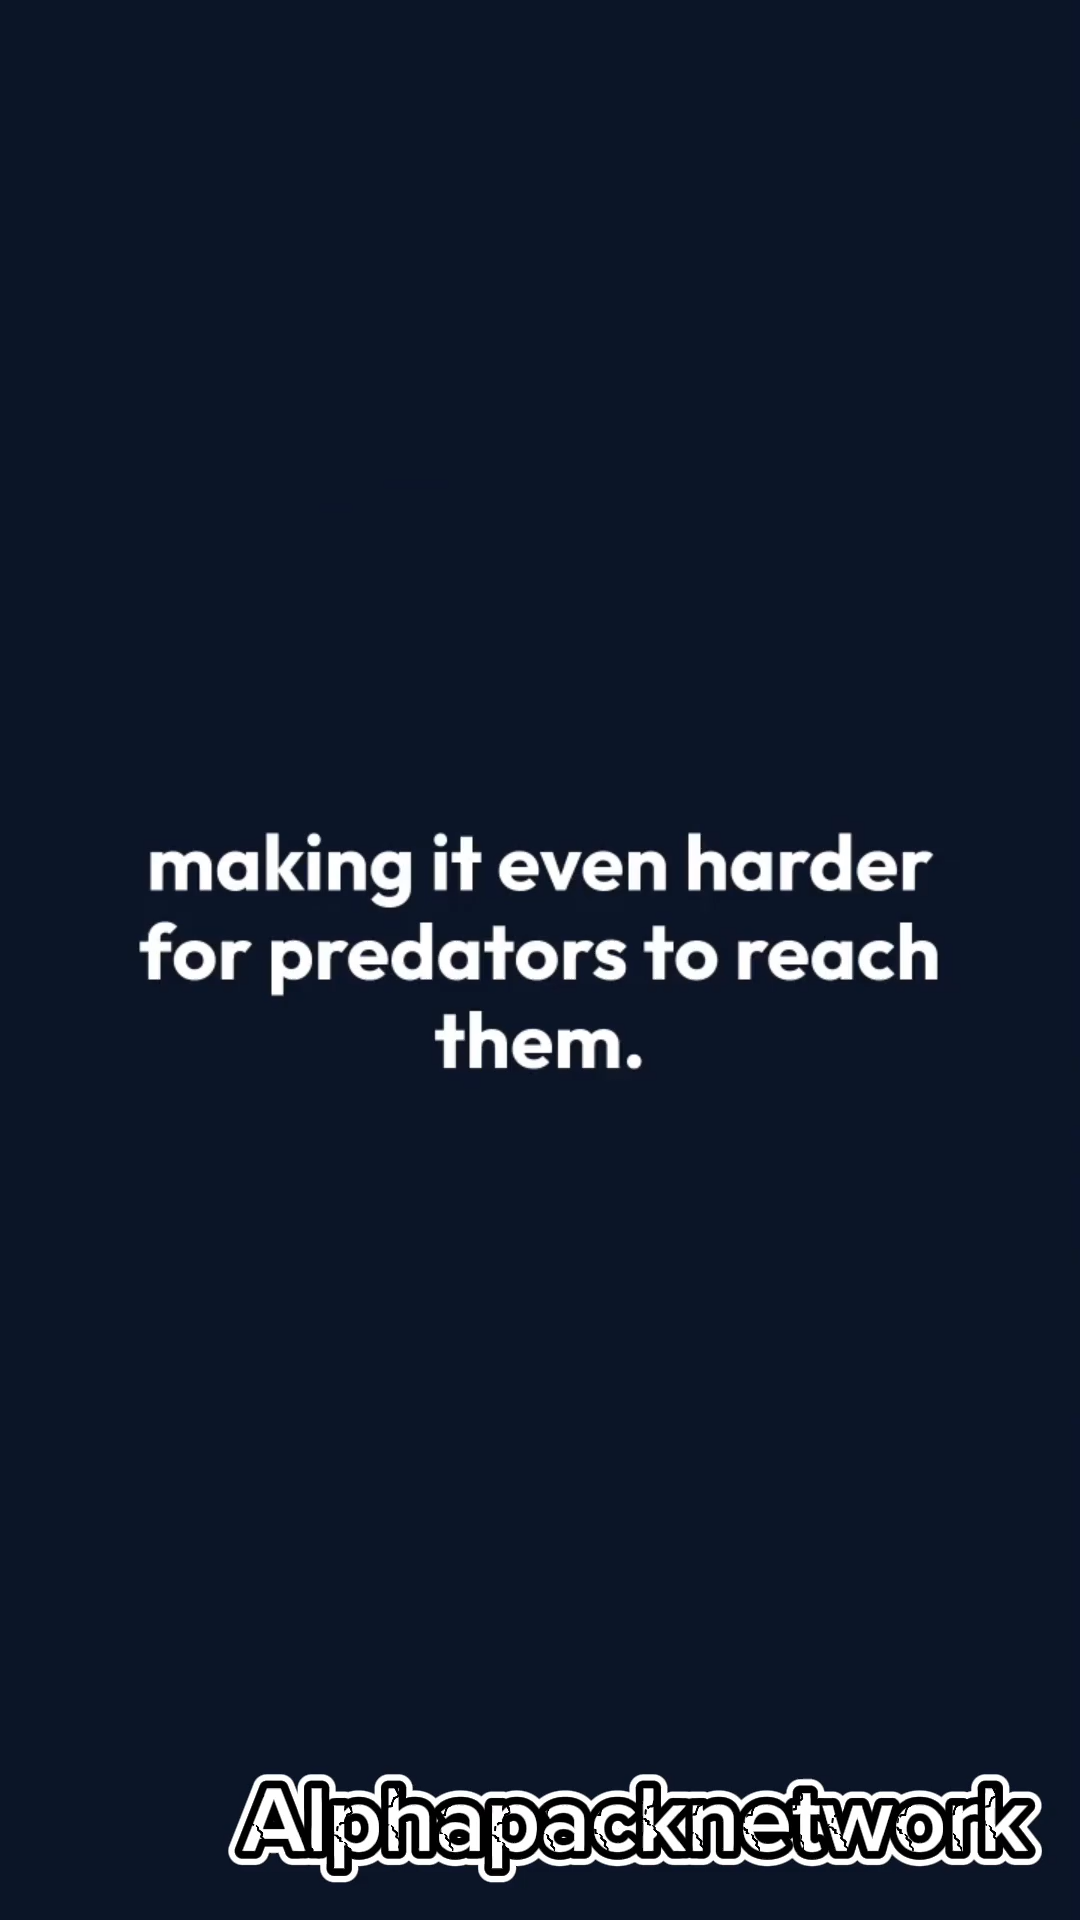 making it even harder
for predators to reach
them.
Alphapacknetwork